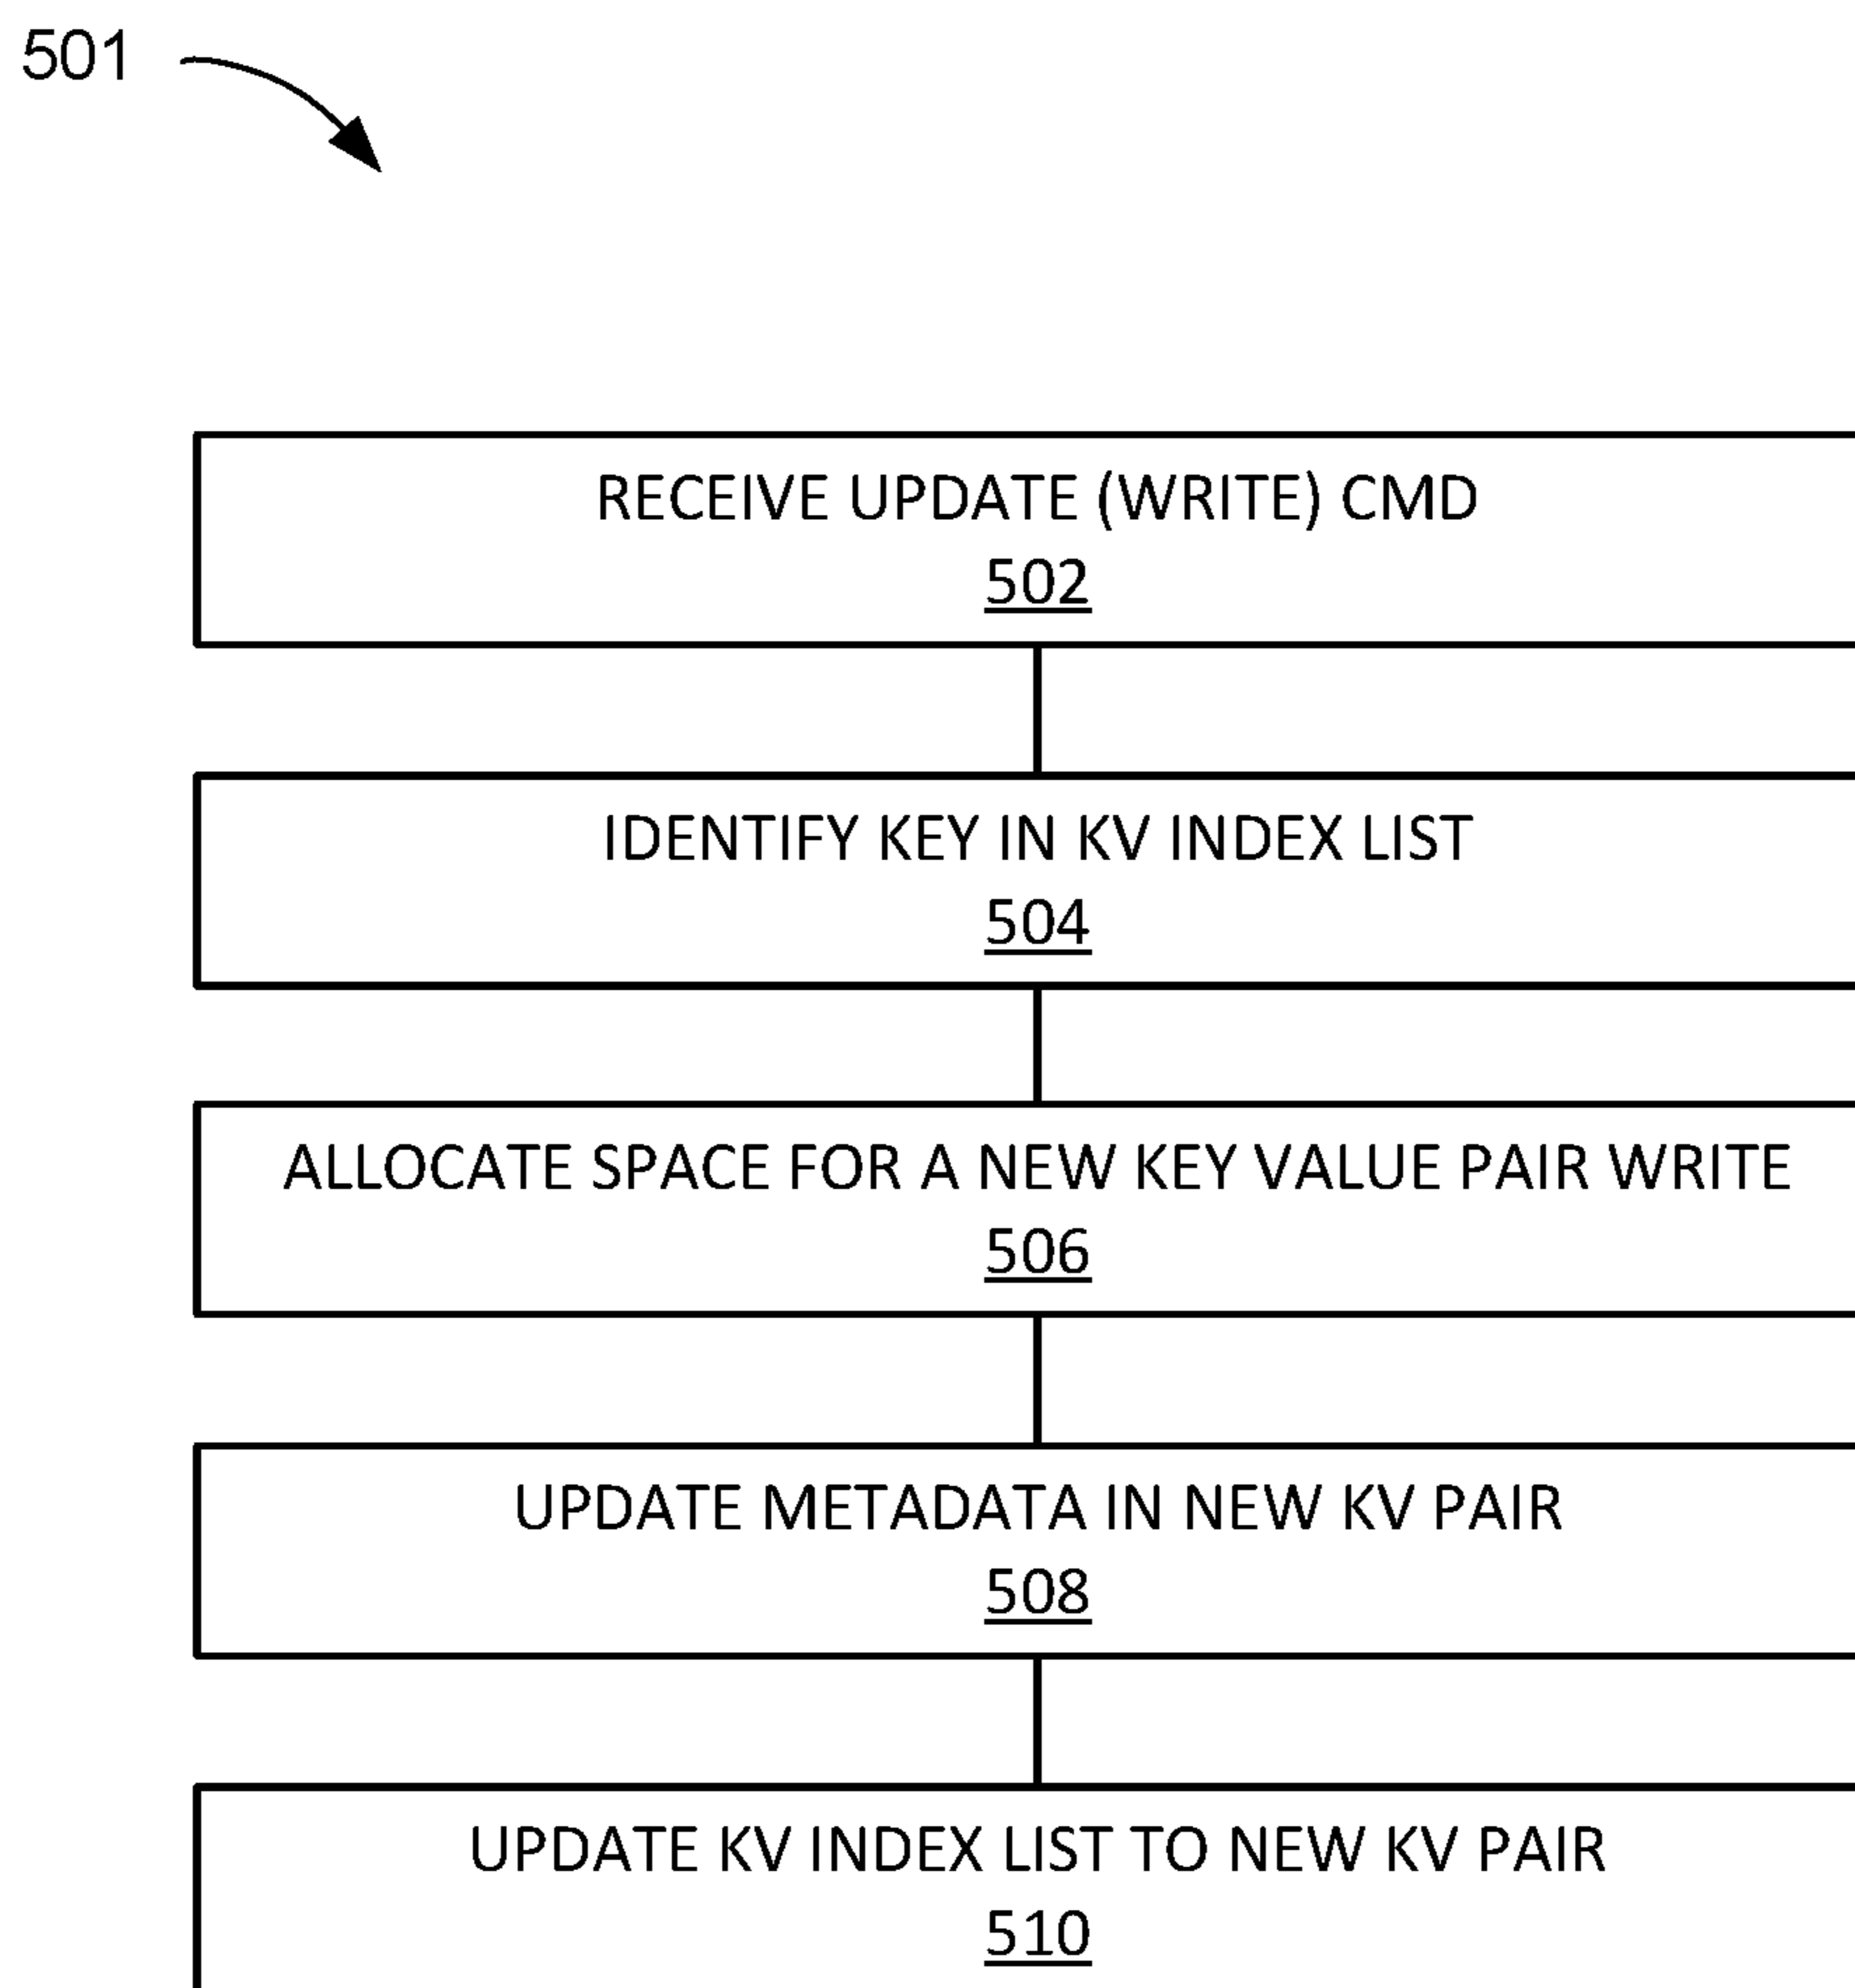 501
RECEIVE UPDATE (WRITE) CMD
502
IDENTIFY KEY IN KV INDEX LIST
504
ALLOCATE SPACE FOR A NEW KEY VALUE PAIR WRITE
506
UPDATE METADATA IN NEW KV PAIR
508
UPDATE KV INDEX LIST TO NEW KV PAIR
510